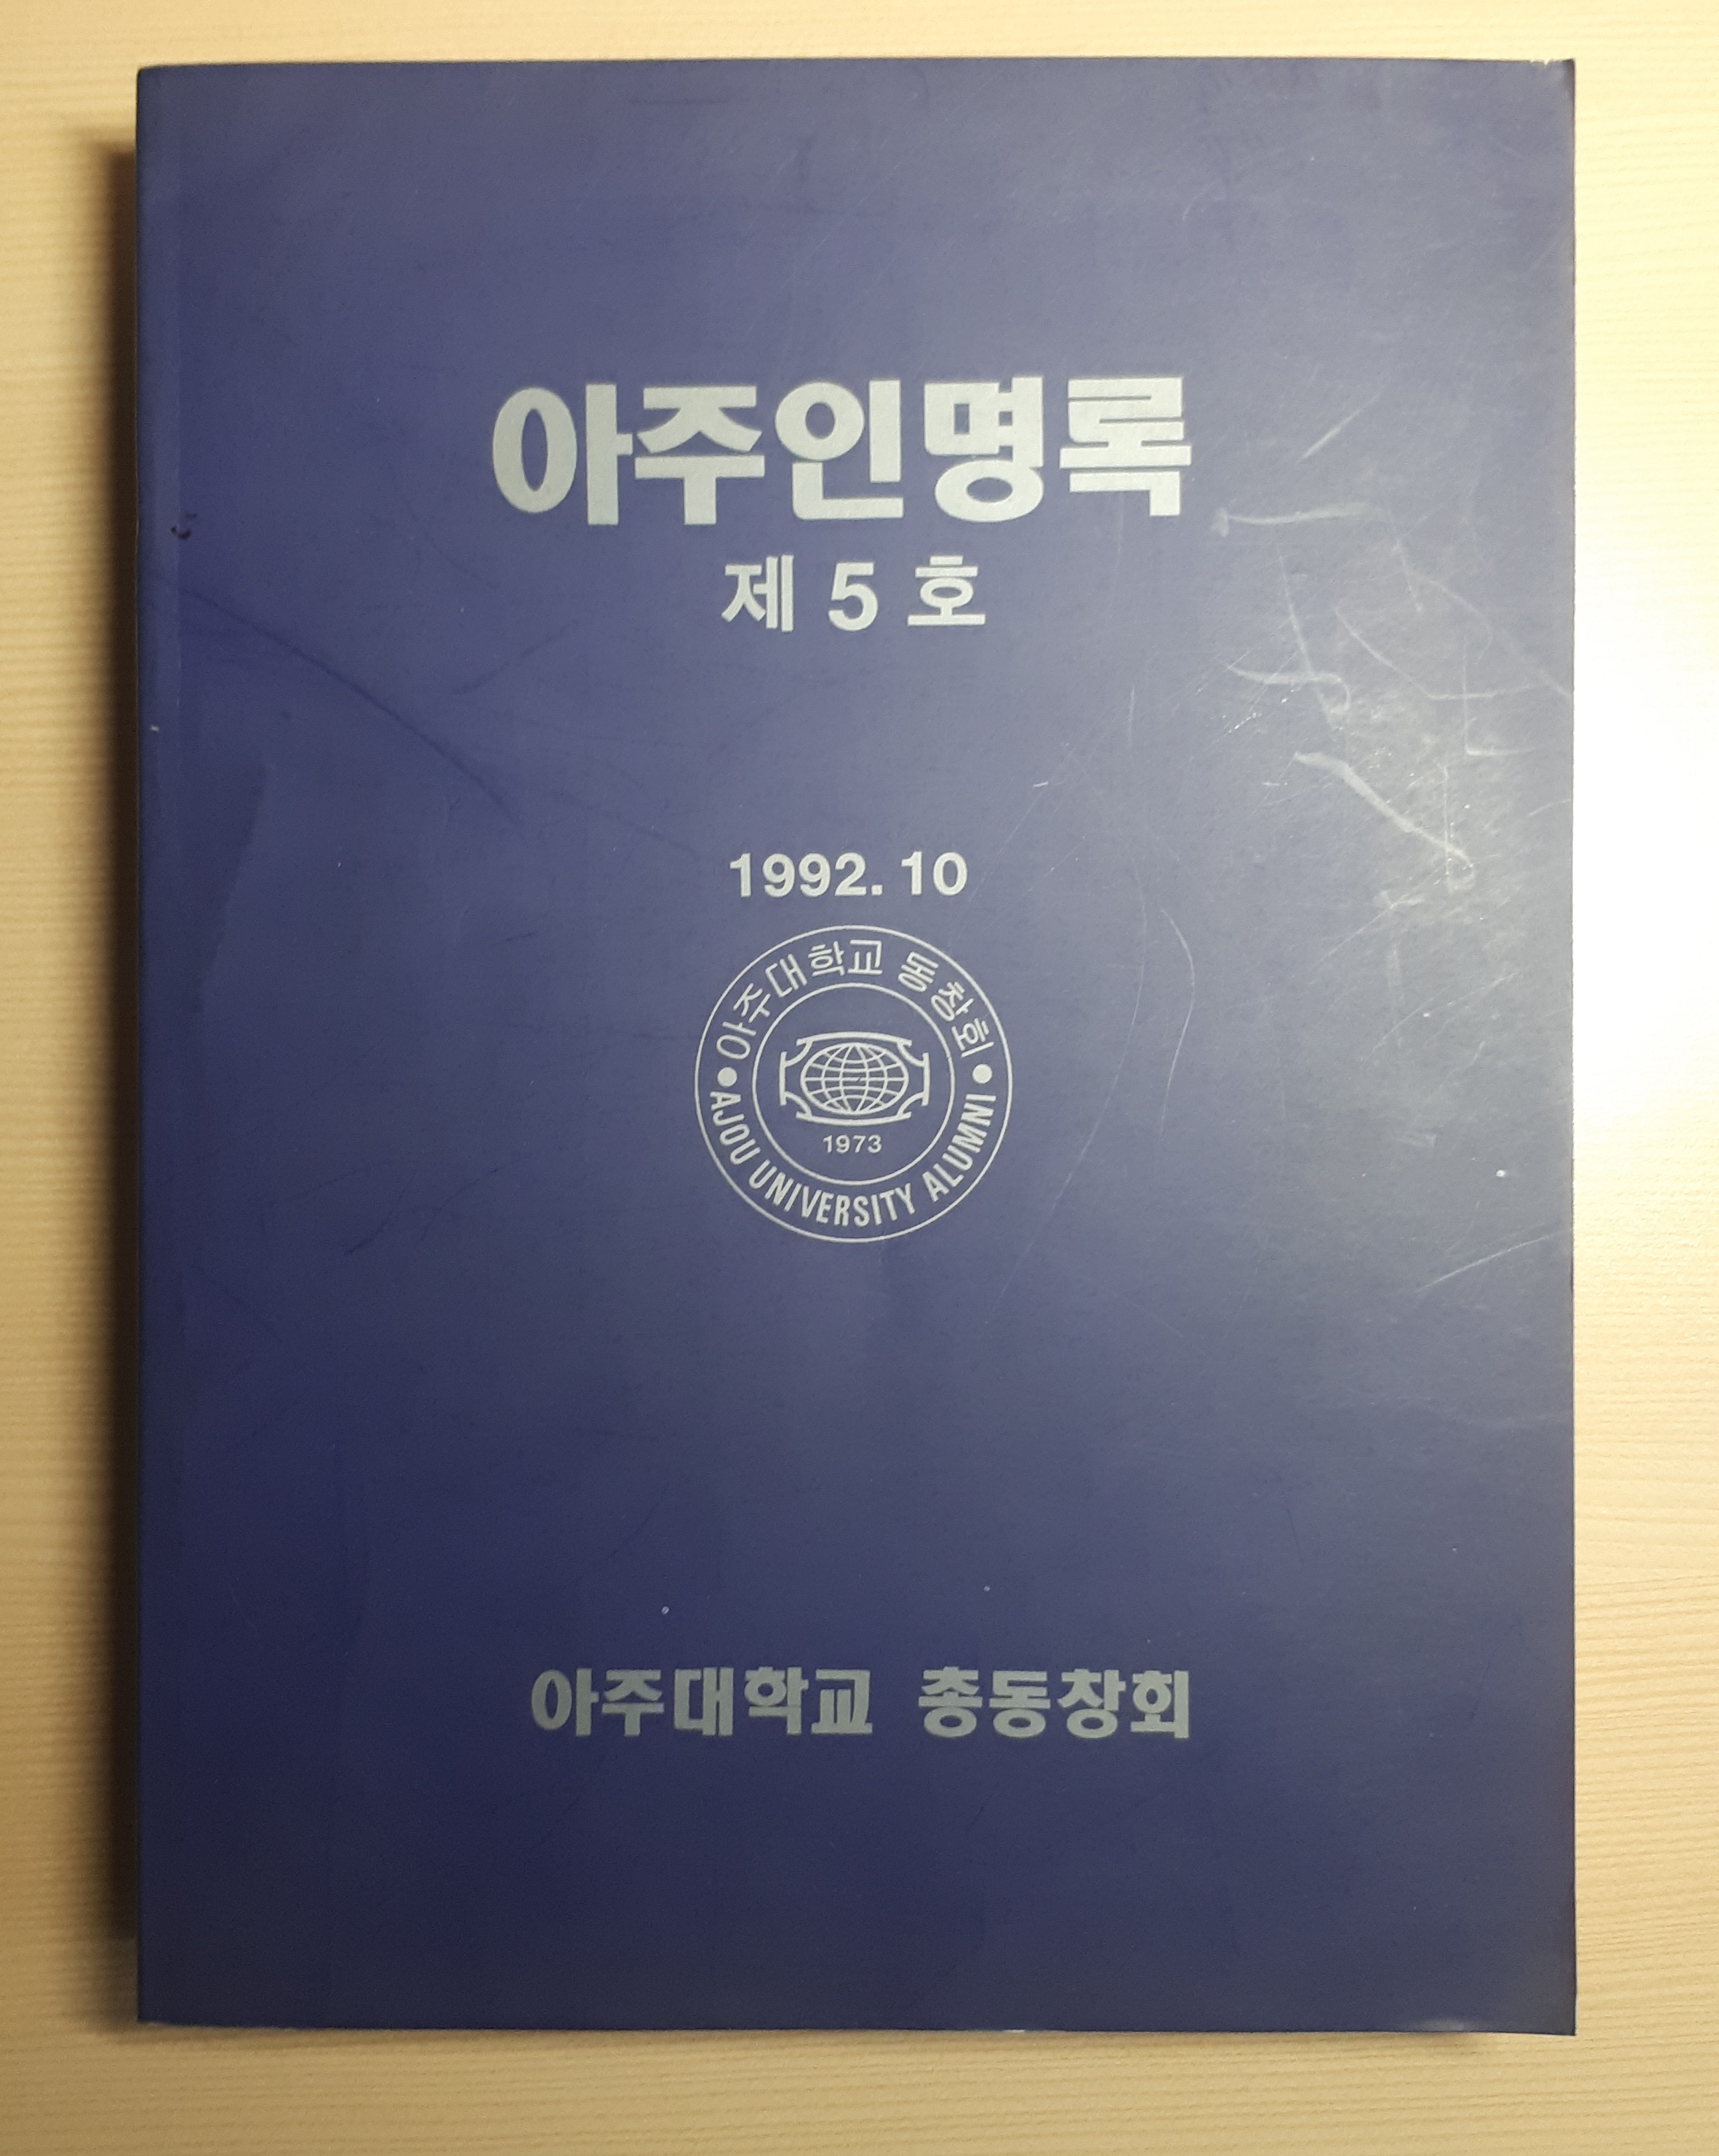 아주인명록
제 5 호
1992. 10
아주대학교 동창회
1973
AJOU UNIVERSITY ALUMNI
아주대학교 총동창회